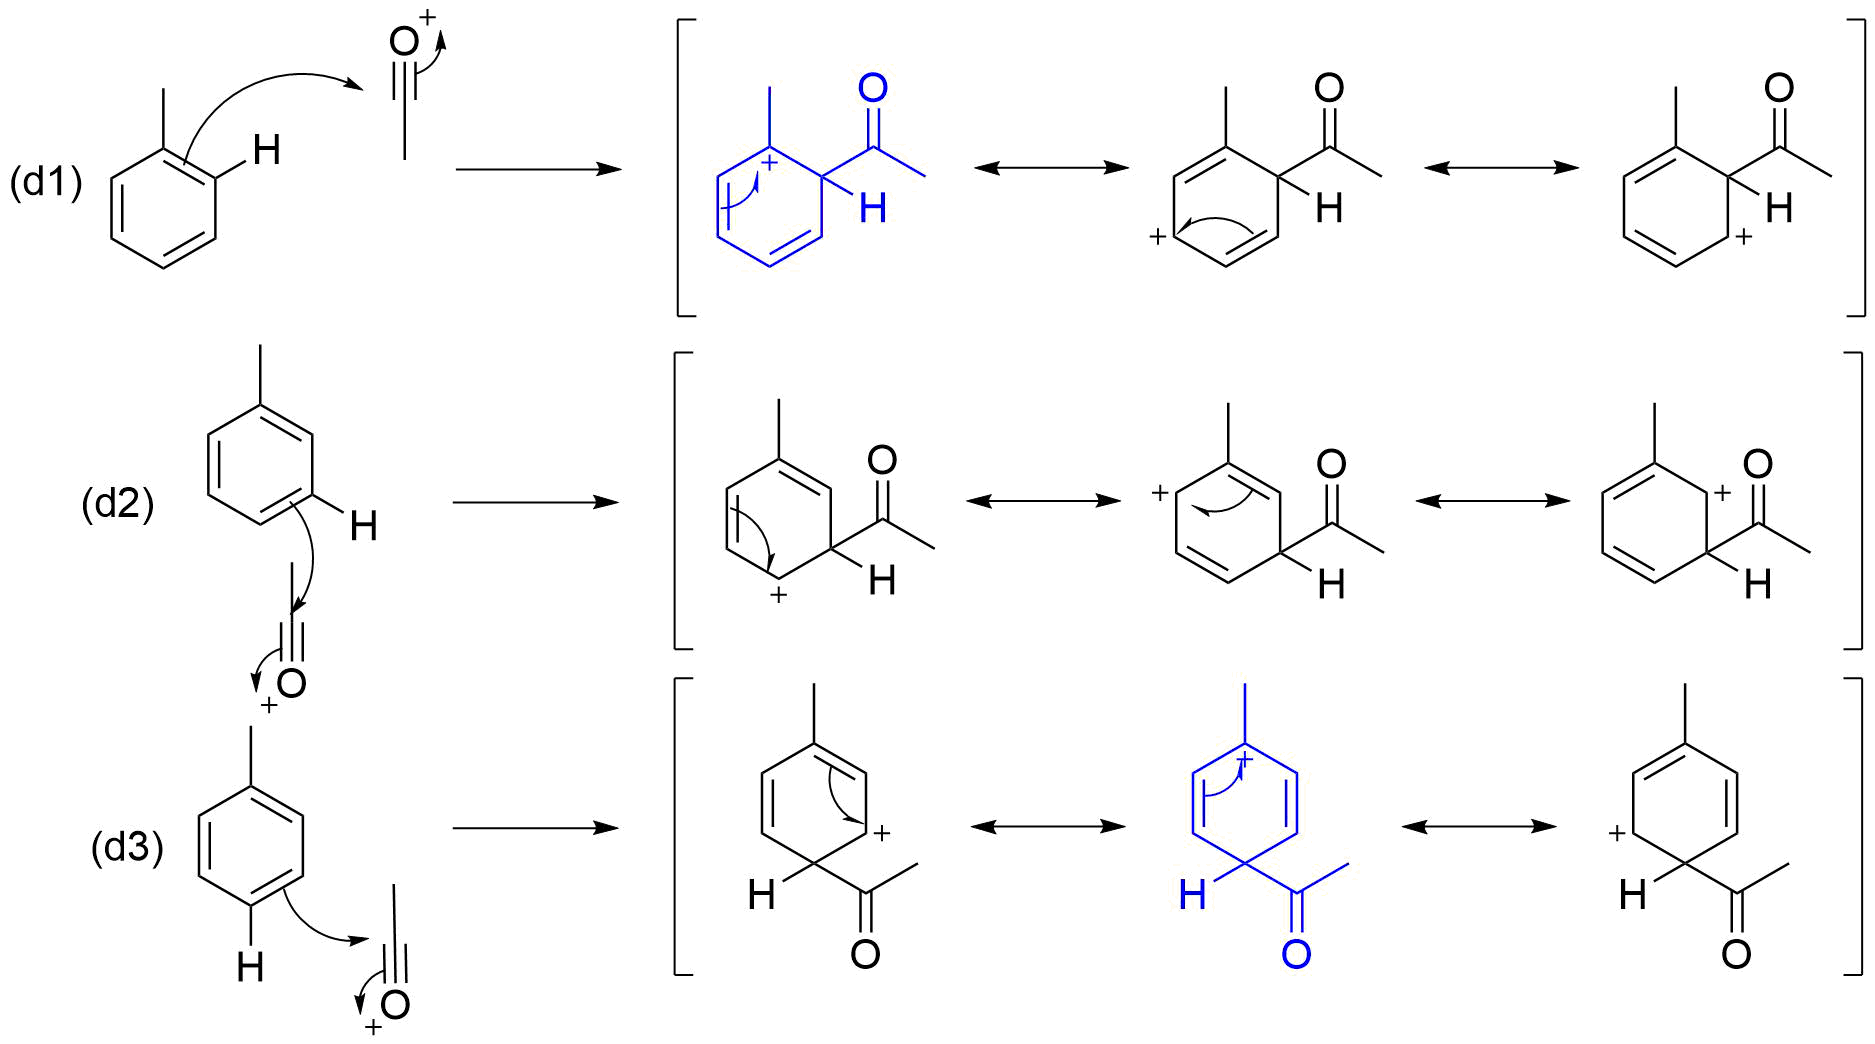 O+
O O O
(d1) H
+ H + H H +
O O O
(d2) H + +
H H H
+
O
+
(d3) + + +
H H H
H O O O
O
+